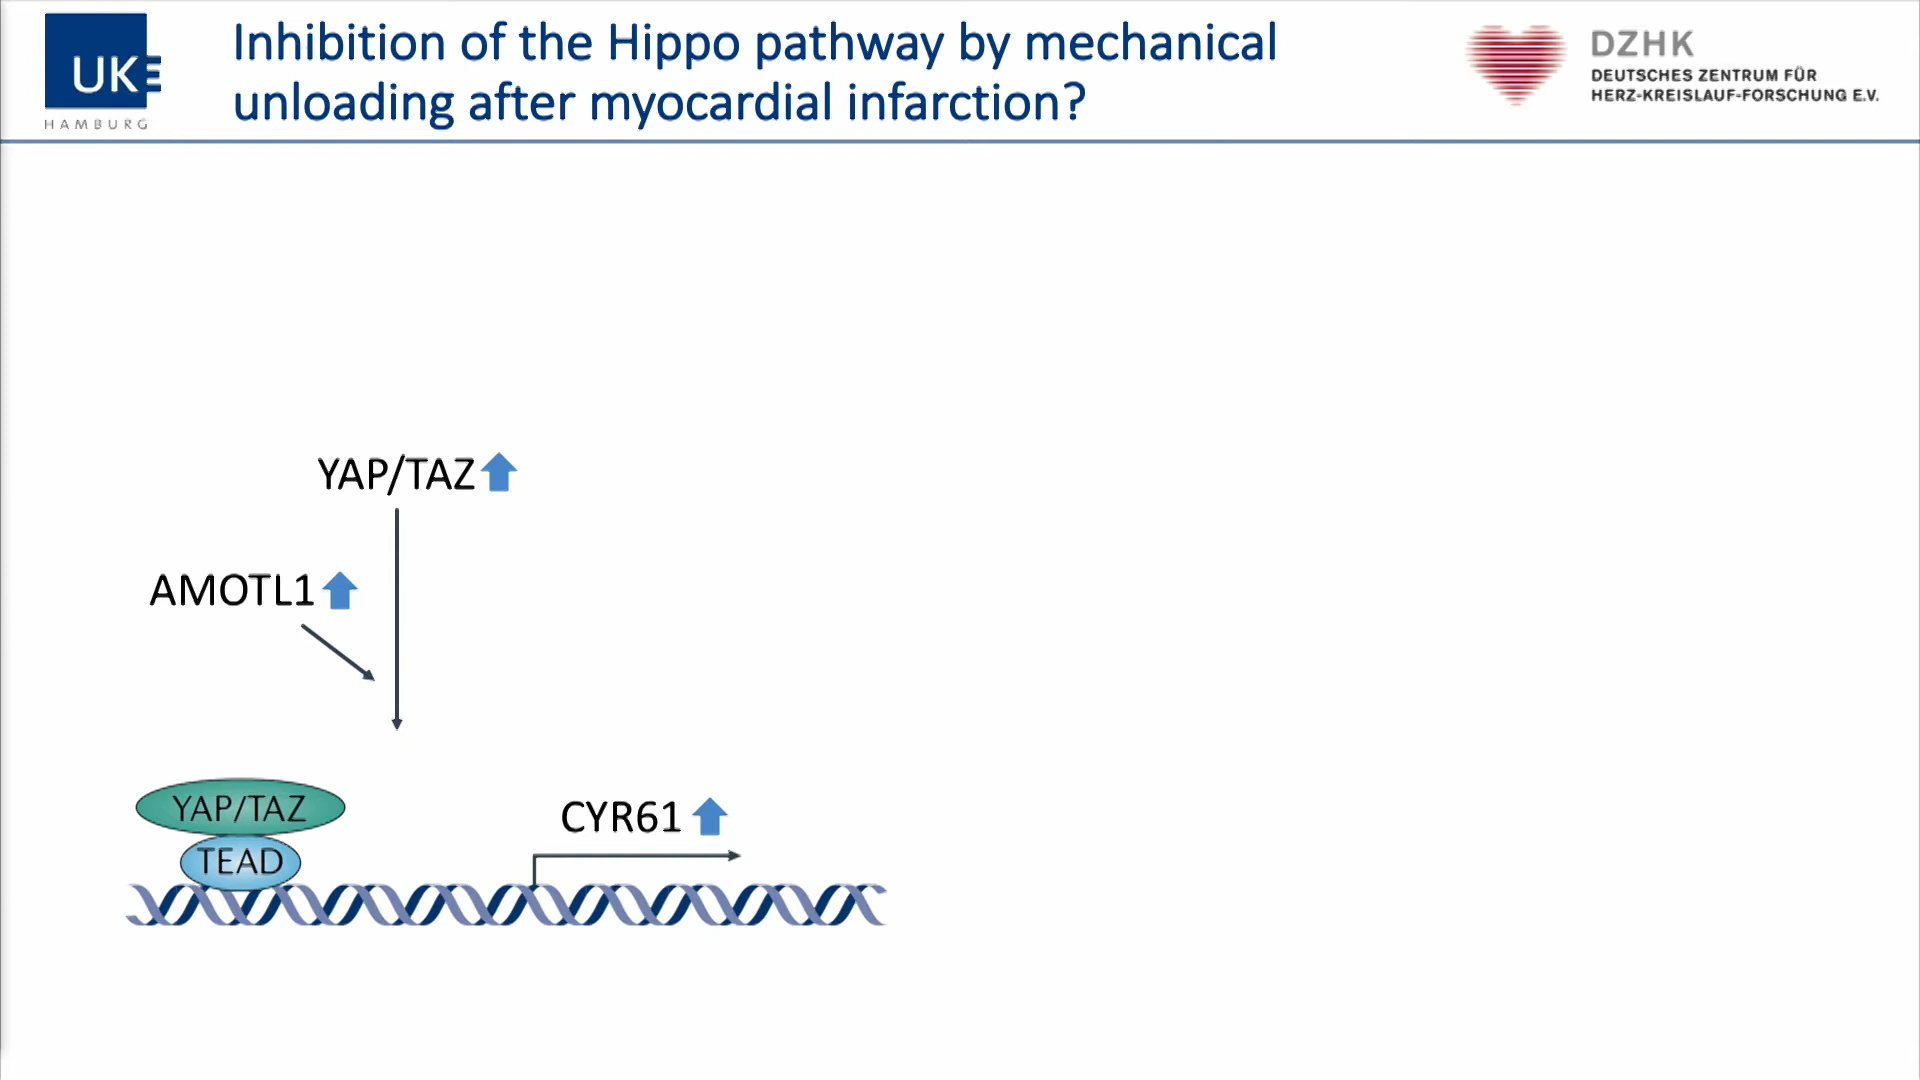 UKE
HAMBURG
Inhibition of the Hippo pathway by mechanical
unloading after myocardial infarction?
DZHK
DEUTSCHES ZENTRUM FÜR
HERZ-KREISLAUF-FORSCHUNG E.V.
YAP/TAZ
AMOTL1
YAP/TAZ
TEAD
CYR61